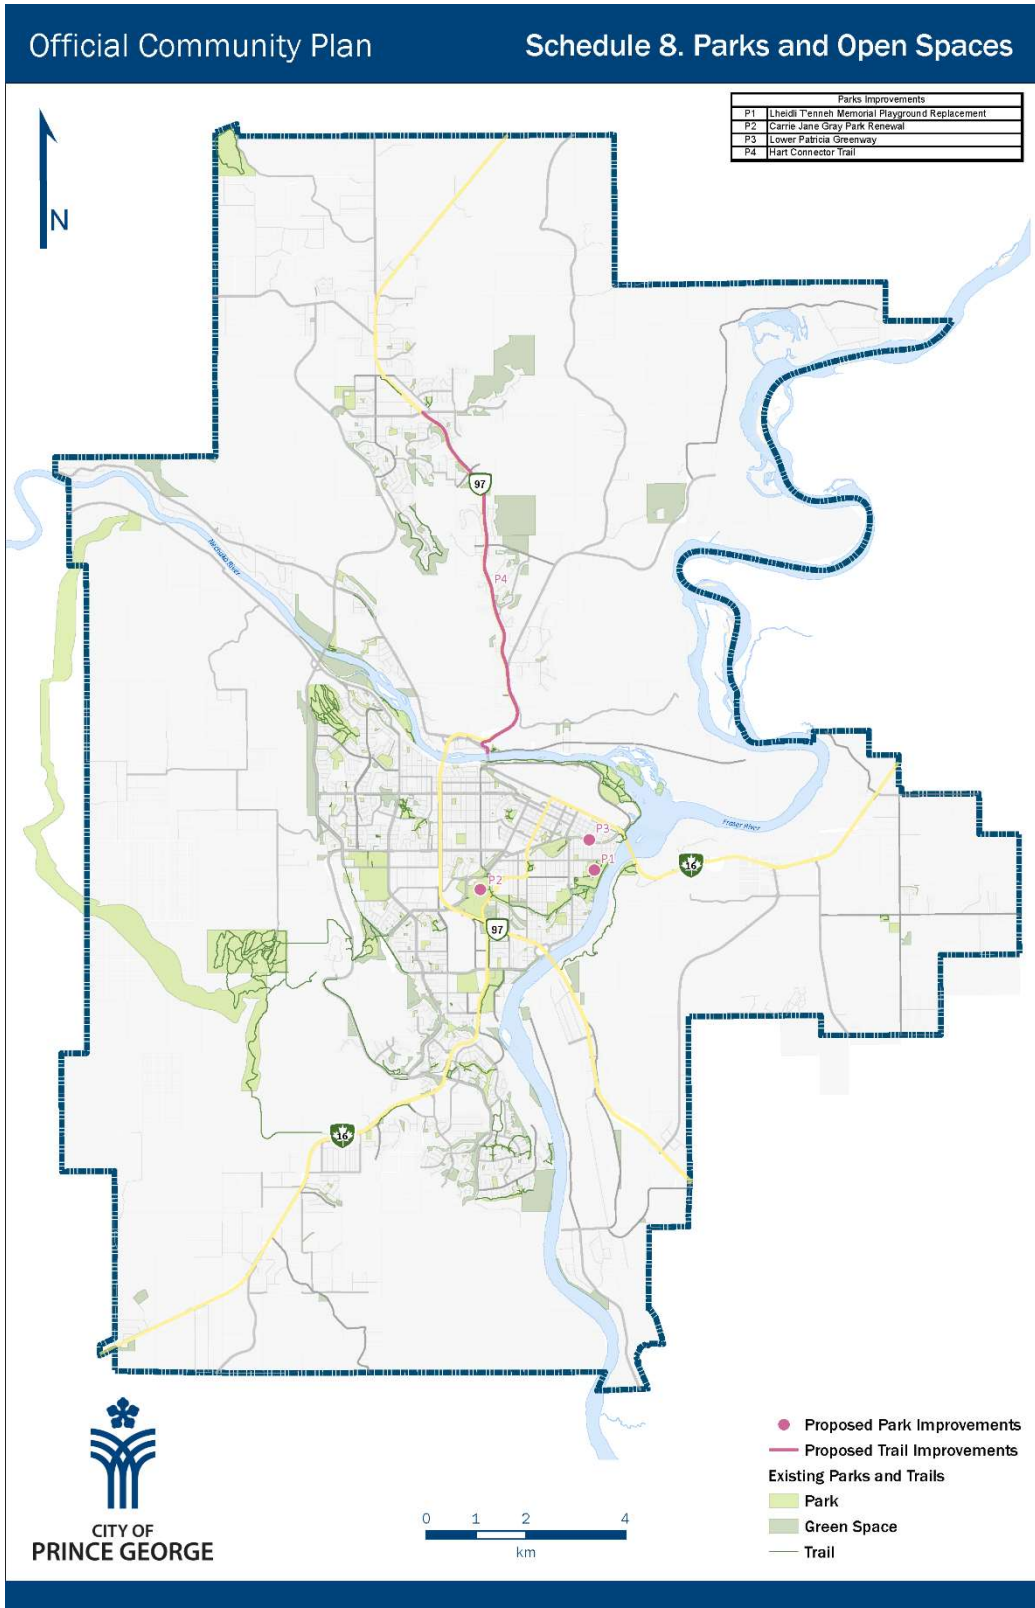 Official Community Plan
Schedule 8. Parks and Open Spaces
Parks Improvements
P1 Lheidli T'enneh Memorial Playground Replacement
P2 Carrie Jane Gray Park Renewal
P3 Lower Patricia Greenway
P4 Hart Connector Trail
N
97
Nechako River
P4
P3
Fraser River
P1
16
P2
97
16
Proposed Park Improvements
Proposed Trail Improvements
Existing Parks and Trails
Park
Green Space
Trail
0 1 2 4
km
CITY OF
PRINCE GEORGE